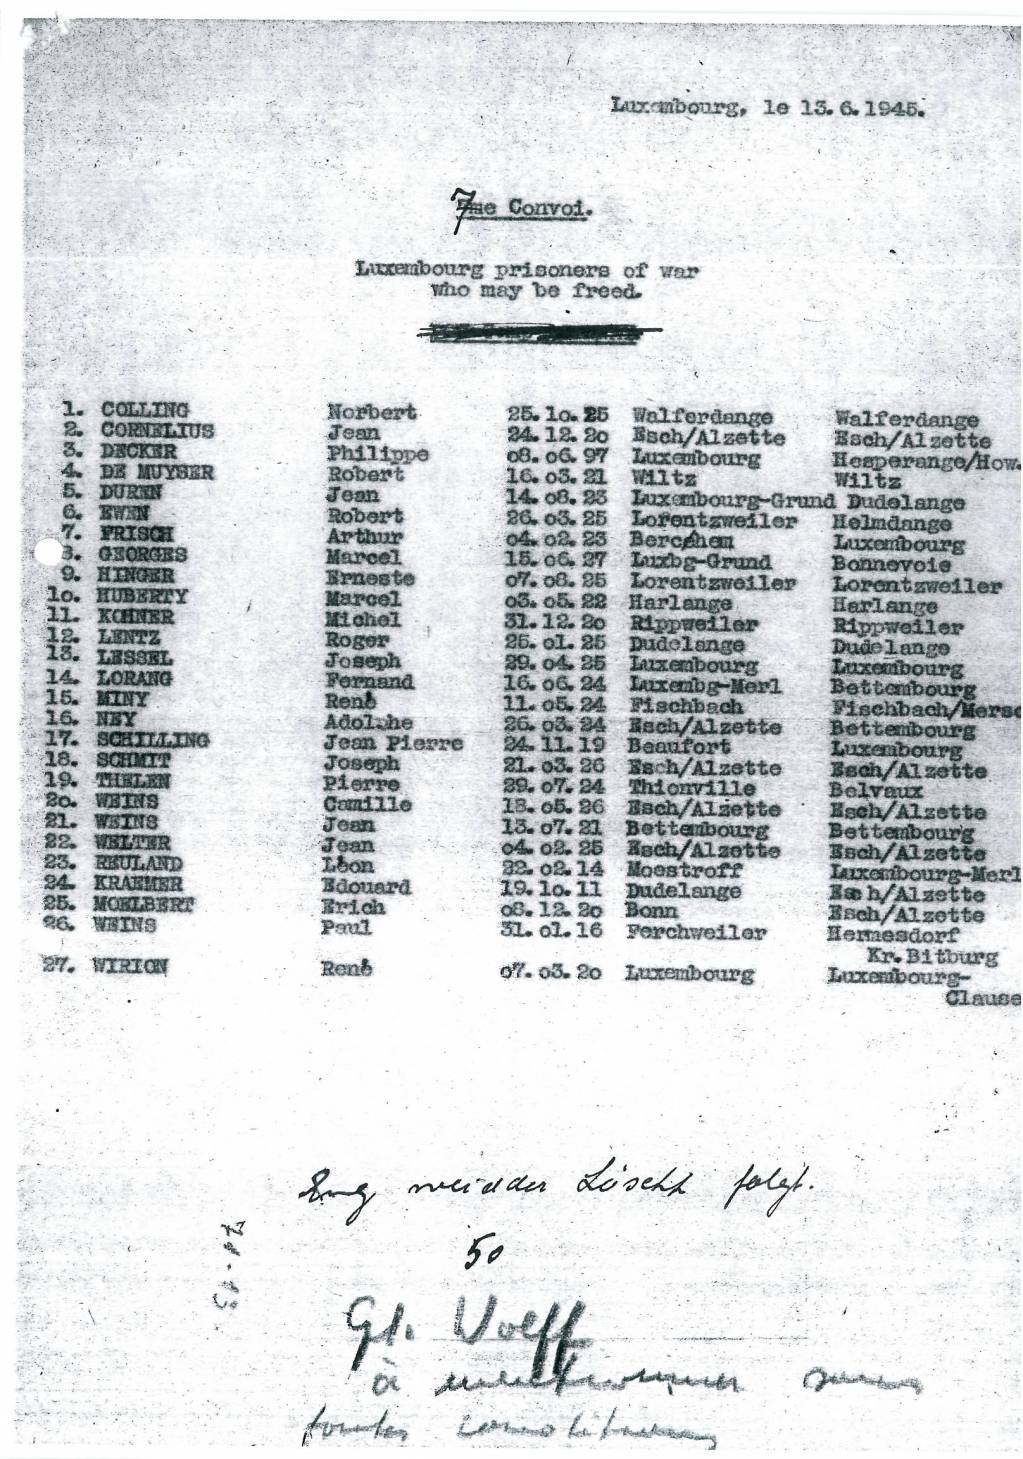 Luxembourg, le 13.6.1945.
7me Convoi.
Luxembourg prisoners of war
who may be freed.
1. COLLING Norbert 25.10.25 Walferdange Walferdange
2. CORNELIUS Jean 24.12.20 Esch/Alzette Esch/Alzette
3. DECKER Philippe 08.06.97 Luxembourg Hesperange/How.
4. DE MUYSER Robert 16.03.21 Wiltz Wiltz
5. DUREN Jean 14.08.23 Luxembourg-Grund Dudelange
6. EWEN Robert 26.03.25 Lorentzweiler Helmdange
7. FRISCH Arthur 04.02.23 Berchem Luxembourg
8. GEORGES Marcel 15.06.27 Luxbg-Grund Bonnevoie
9. HINGER Erneste 07.08.25 Lorentzweiler Lorentzweiler
10. HUBERTY Marcel 03.05.22 Harlange Harlange
11. KOHNER Michel 31.12.20 Rippweiler Rippweiler
12. LENTZ Roger 25.01.25 Dudelange Dudelange
13. LESSEL Joseph 29.04.25 Luxembourg Luxembourg
14. LORANG Fernand 16.06.24 Luxembg-Merl Bettembourg
15. MINY René 11.05.24 Fischbach Fischbach/Mersc
16. NEY Adolphe 26.03.24 Esch/Alzette Bettembourg
17. SCHILLING Jean Pierre 24.11.19 Beaufort Luxembourg
18. SCHMIT Joseph 21.03.26 Esch/Alzette Esch/Alzette
19. THELEN Pierre 29.07.24 Thionville Belvaux
20. WEINS Camille 18.05.26 Esch/Alzette Esch/Alzette
21. WEINS Jean 13.07.21 Bettembourg Bettembourg
22. WELTER Jean 04.02.25 Esch/Alzette Esch/Alzette
23. REULAND Léon 22.02.14 Moestroff Luxembourg-Merl
24. KRAEMER Edouard 19.10.11 Dudelange Esch/Alzette
25. MOELBERT Erich 08.12.20 Bonn Esch/Alzette
26. WEINS Paul 31.01.16 Ferchweiler Hermesdorf
Kr.Bitburg
27. WIRION René 07.03.20 Luxembourg Luxembourg-
Clause
Eng weider Löscht folgt.
50
Gt. Wolff
à
toutes